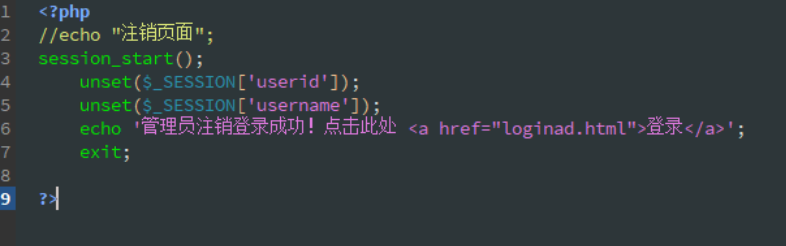 1 <?php
2 //echo "注销页面";
3 session_start();
4     unset($_SESSION['userid']);
5     unset($_SESSION['username']);
6     echo '管理员注销登录成功！点击此处 <a href="loginad.html">登录</a>';
7     exit;
8
9 ?>